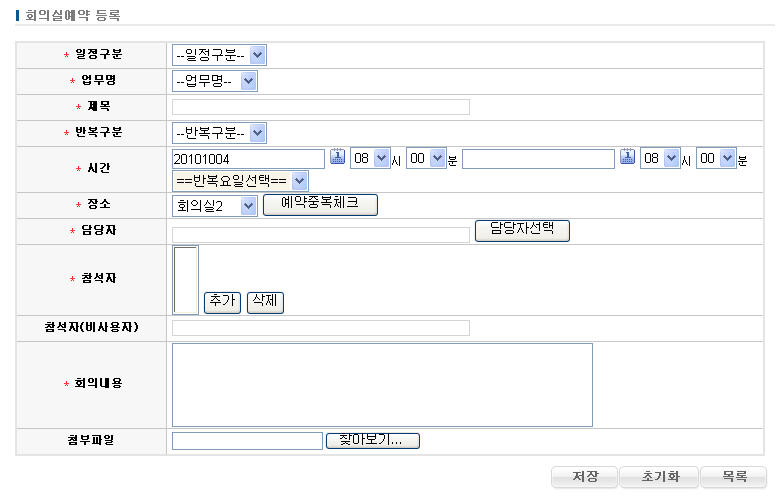 회의실예약 등록
* 일정구분 --일정구분--
* 업무명 --업무명--
* 제목
* 반복구분 --반복구분--
* 시간 20101004 08 시 00 분 08 시 00 분
==반복요일선택==
* 장소 회의실2 예약중복체크
* 담당자 담당자선택
* 참석자 추가 삭제
참석자(비사용자)
* 회의내용
첨부파일 찾아보기...
저장 초기화 목록